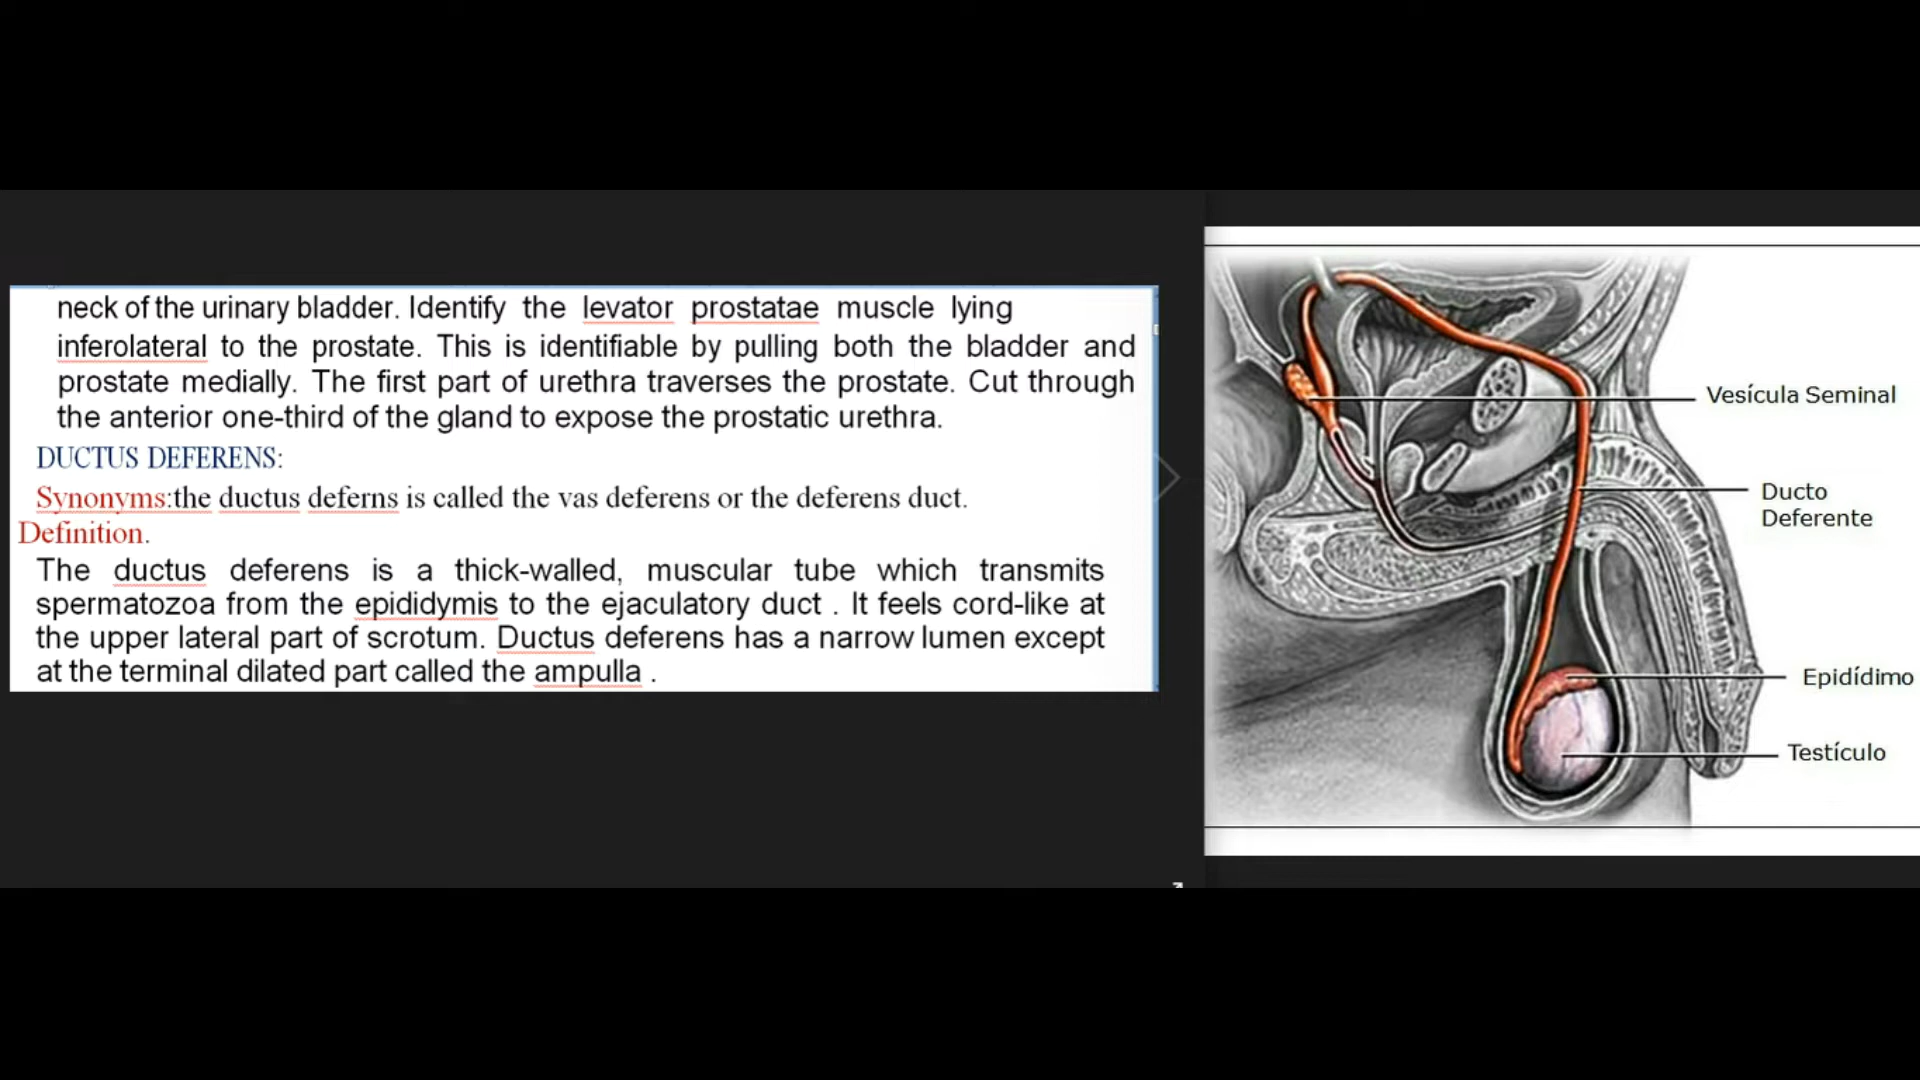 neck of the urinary bladder. Identify the levator prostatae muscle lying
inferolateral to the prostate. This is identifiable by pulling both the bladder and
prostate medially. The first part of urethra traverses the prostate. Cut through
the anterior one-third of the gland to expose the prostatic urethra.
DUCTUS DEFERENS:
Synonyms:the ductus deferns is called the vas deferens or the deferens duct.
Definition.
The ductus deferens is a thick-walled, muscular tube which transmits
spermatozoa from the epididymis to the ejaculatory duct . It feels cord-like at
the upper lateral part of scrotum. Ductus deferens has a narrow lumen except
at the terminal dilated part called the ampulla .
Vesícula Seminal
Ducto
Deferente
Epidídimo
Testículo